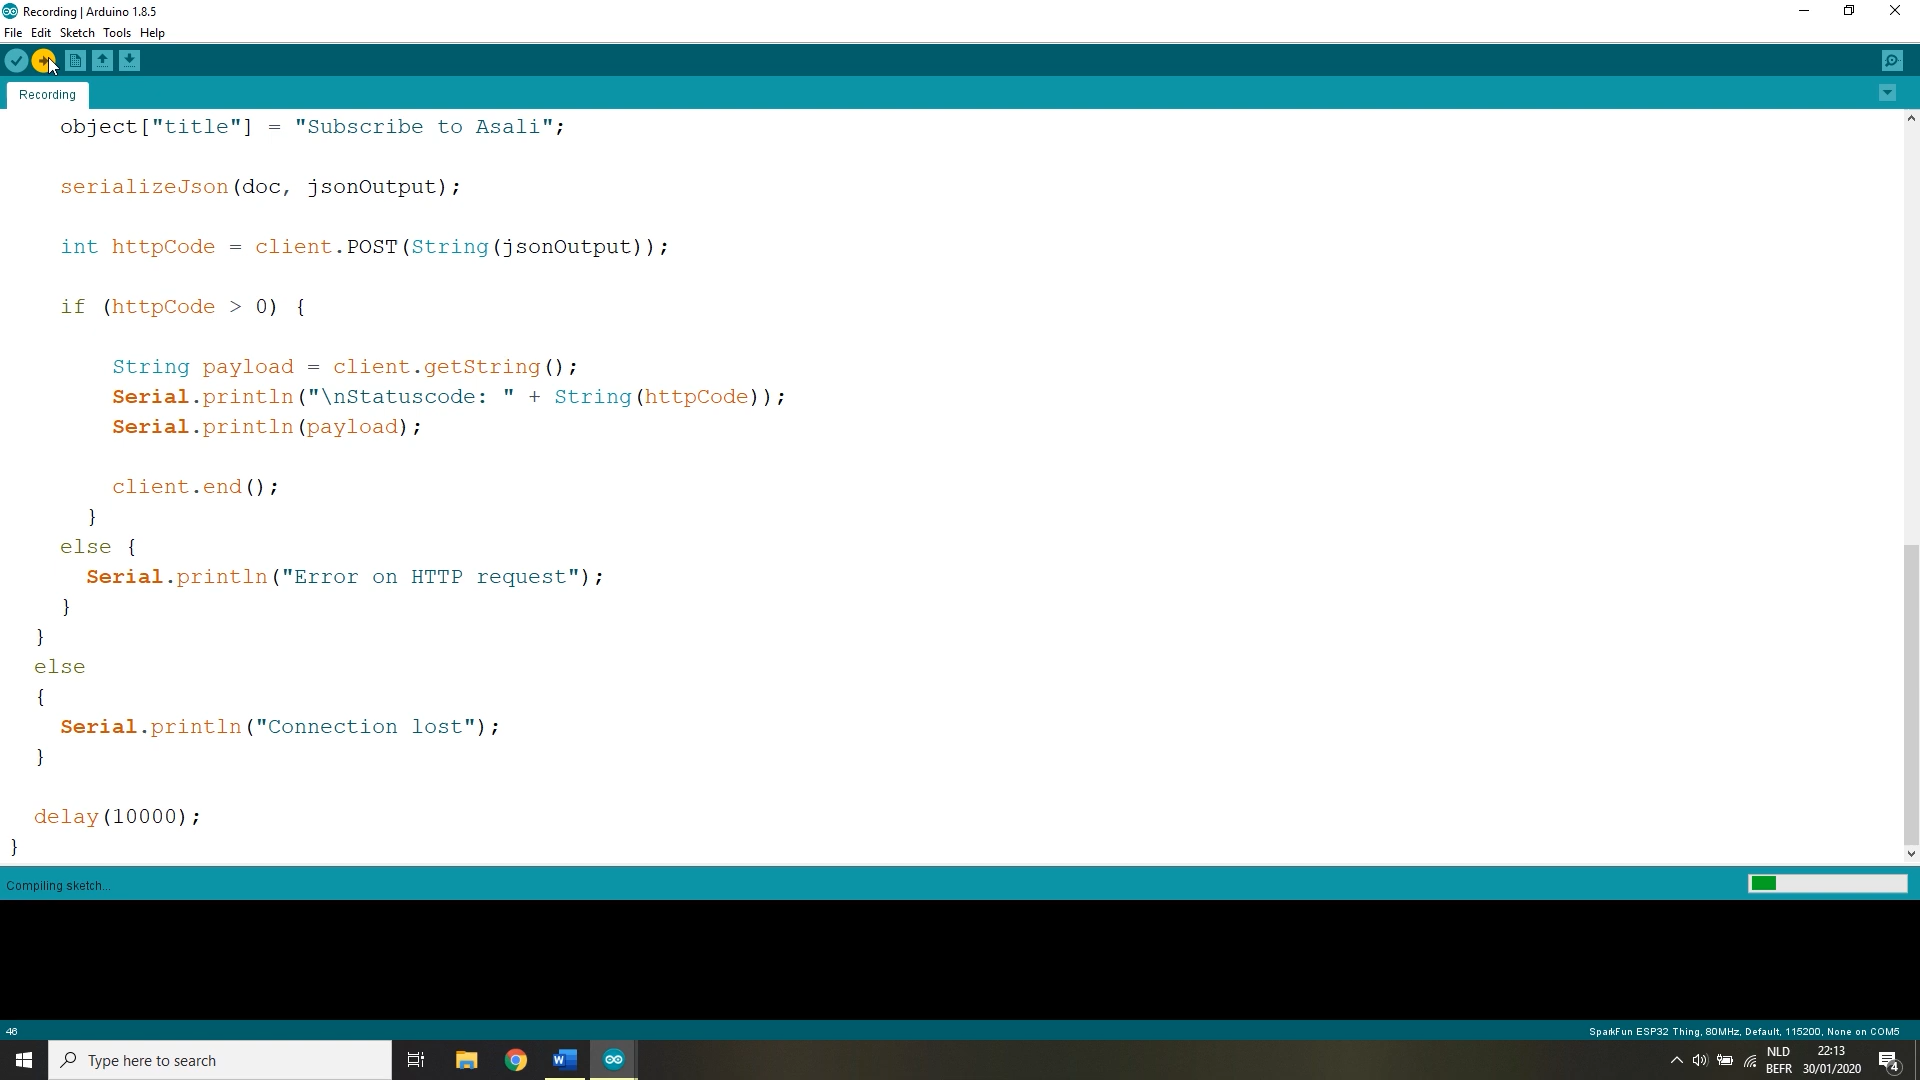 Recording | Arduino 1.8.5
File Edit Sketch Tools Help
Recording
object["title"] = "Subscribe to Asali";
serializeJson(doc, jsonOutput);
int httpCode = client.POST(String(jsonOutput));
if (httpCode > 0) {
String payload = client.getString();
Serial.println("\nStatuscode: " + String(httpCode));
Serial.println(payload);
client.end();
}
else {
Serial.println("Error on HTTP request");
}
}
else
{
Serial.println("Connection lost");
}
delay(10000);
}
Compiling sketch...
46
SparkFun ESP32 Thing, 80MHz, Default, 115200, None on COM5
Type here to search
NLD
BEFR
22:13
30/01/2020
4